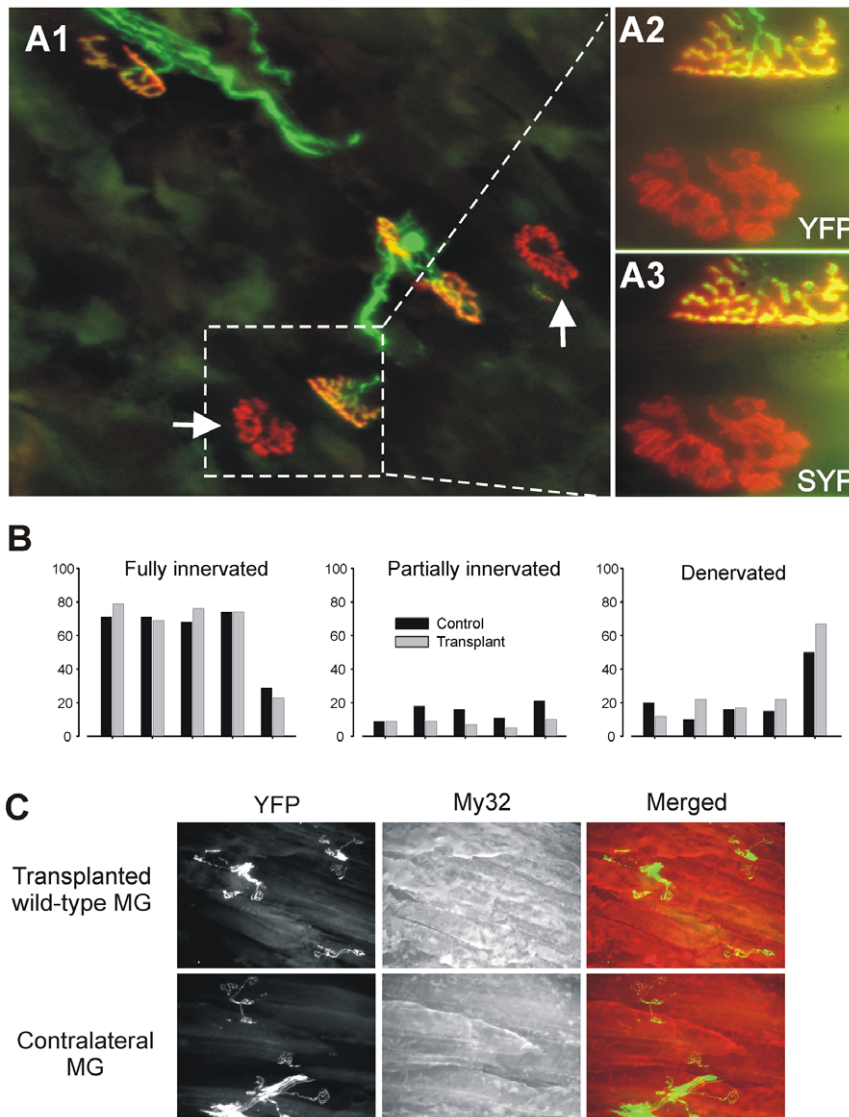 A1
A2
YFP
A3
SYP
B
Fully innervated
100
80
60
40
20
0
Partially innervated
100
80
60
40
20
0
Control
Transplant
Denervated
100
80
60
40
20
0
C
YFP
My32
Merged
Transplanted
wild-type MG
Contralateral
MG